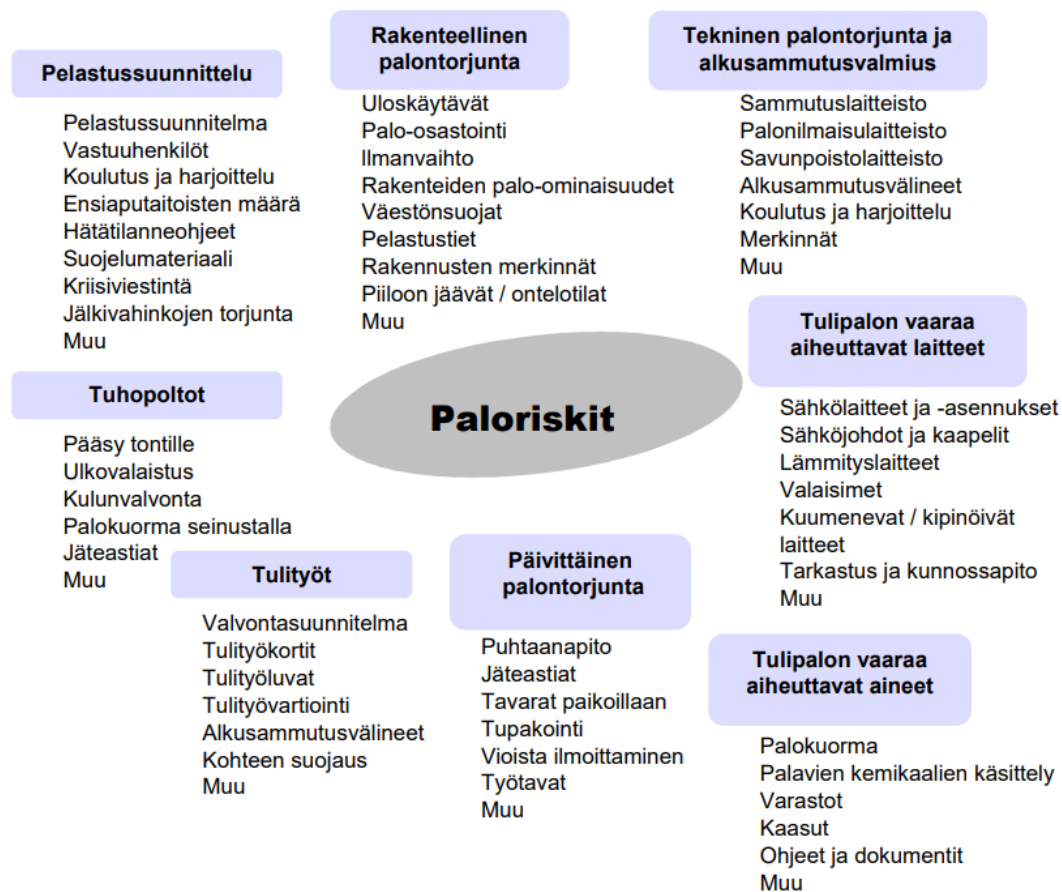 Pelastussuunnittelu
Pelastussuunnitelma
Vastuuhenkilöt
Koulutus ja harjoittelu
Ensiaputaitoisten määrä
Hätätilanneohjeet
Suojelumateriaali
Kriisiviestintä
Jälkivahinkojen torjunta
Muu
Rakenteellinen
palontorjunta
Uloskäytävät
Palo-osastointi
Ilmanvaihto
Rakenteiden palo-ominaisuudet
Väestönsuojat
Pelastustiet
Rakennusten merkinnät
Piiloon jäävät / ontelotilat
Muu
Tekninen palontorjunta ja
alkusammutusvalmius
Sammutuslaitteisto
Palonilmaisulaitteisto
Savunpoistolaitteisto
Alkusammutusvälineet
Koulutus ja harjoittelu
Merkinnät
Muu
Paloriskit
Tulipalon vaaraa
aiheuttavat laitteet
Sähkölaitteet ja -asennukset
Sähköjohdot ja kaapelit
Lämmityslaitteet
Valaisimet
Kuumenevat / kipinöivät
laitteet
Tarkastus ja kunnossapito
Muu
Tuhopoltot
Pääsy tontille
Ulkovalaistus
Kulunvalvonta
Palokuorma seinustalla
Jäteastiat
Muu
Tulityöt
Valvontasuunnitelma
Tulityökortit
Tulityöluvat
Tulityövartiointi
Alkusammutusvälineet
Kohteen suojaus
Muu
Päivittäinen
palontorjunta
Puhtaanapito
Jäteastiat
Tavarat paikoillaan
Tupakointi
Vioista ilmoittaminen
Työtavat
Muu
Tulipalon vaaraa
aiheuttavat aineet
Palokuorma
Palavien kemikaalien käsittely
Varastot
Kaasut
Ohjeet ja dokumentit
Muu